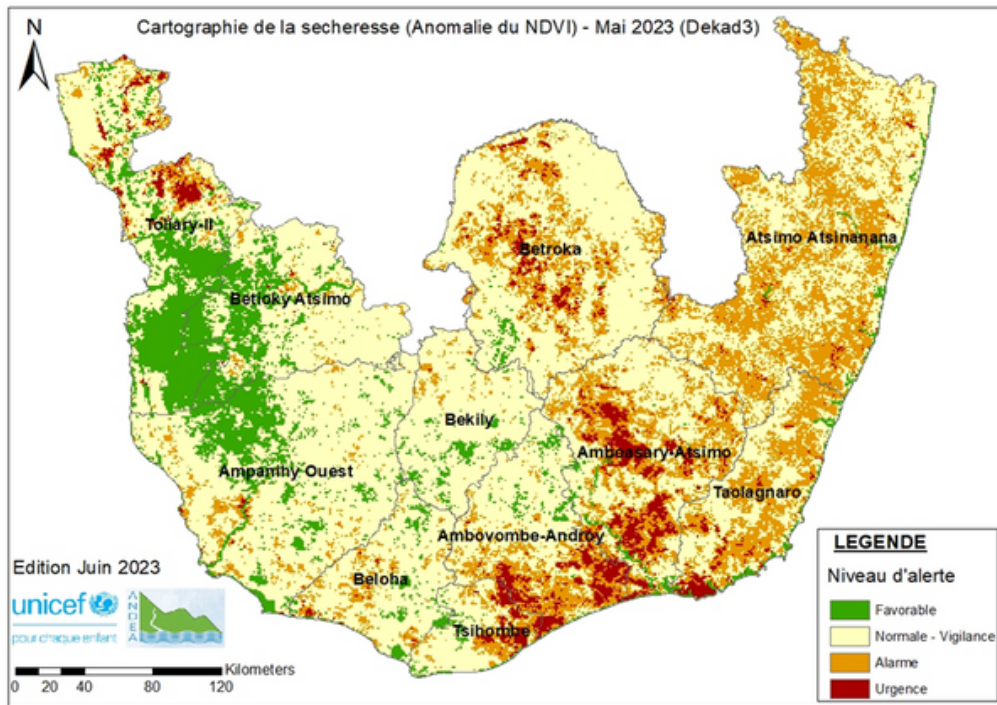 Cartographie de la secheresse (Anomalie du NDVI) - Mai 2023 (Dekad3)
N
Toliary-II
Betroka
Atsimo Atsinanana
Betioky Atsimo
Bekily
Amboasary-Atsimo
Ampanihy Ouest
Taolagnaro
Ambovombe-Androy
Beloha
Tsihombe
Edition Juin 2023
unicef
pour chaque enfant
ANDEA
Kilometers
0 20 40 80 120
LEGENDE
Niveau d'alerte
Favorable
Normale - Vigilance
Alarme
Urgence